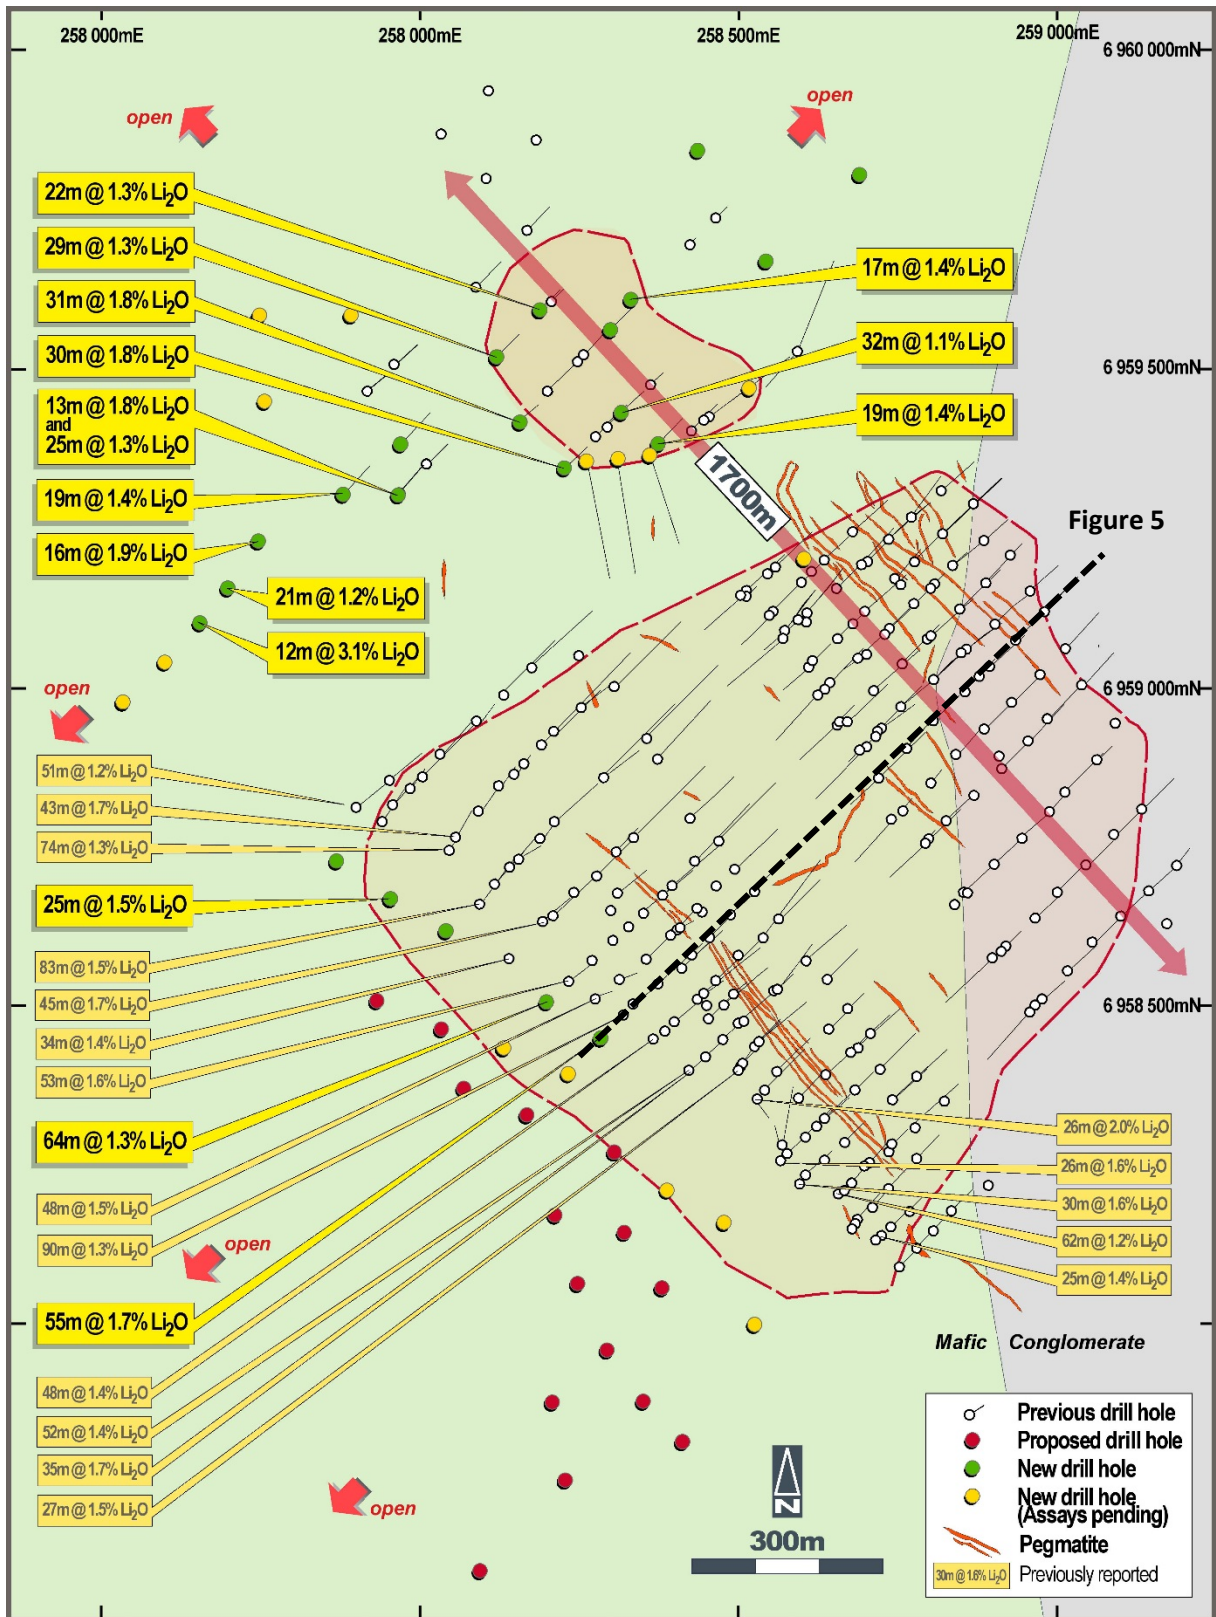 258 000mE
258 000mE
258 500mE
259 000mE
6 960 000mN
open
open
22m @ 1.3% Li₂O
29m @ 1.3% Li₂O
31m @ 1.8% Li₂O
30m @ 1.8% Li₂O
13m @ 1.8% Li₂O
and
25m @ 1.3% Li₂O
19m @ 1.4% Li₂O
16m @ 1.9% Li₂O
21m @ 1.2% Li₂O
12m @ 3.1% Li₂O
17m @ 1.4% Li₂O
32m @ 1.1% Li₂O
6 959 500mN
19m @ 1.4% Li₂O
1700m
Figure 5
6 959 000mN
open
51m @ 1.2% Li₂O
43m @ 1.7% Li₂O
74m @ 1.3% Li₂O
25m @ 1.5% Li₂O
83m @ 1.5% Li₂O
45m @ 1.7% Li₂O
34m @ 1.4% Li₂O
53m @ 1.6% Li₂O
6 958 500mN
64m @ 1.3% Li₂O
48m @ 1.5% Li₂O
90m @ 1.3% Li₂O
open
55m @ 1.7% Li₂O
48m @ 1.4% Li₂O
52m @ 1.4% Li₂O
35m @ 1.7% Li₂O
27m @ 1.5% Li₂O
open
26m @ 2.0% Li₂O
26m @ 1.6% Li₂O
30m @ 1.6% Li₂O
62m @ 1.2% Li₂O
25m @ 1.4% Li₂O
Mafic Conglomerate
N
300m
Previous drill hole
Proposed drill hole
New drill hole
New drill hole
(Assays pending)
Pegmatite
30m @ 1.6% Li₂O Previously reported